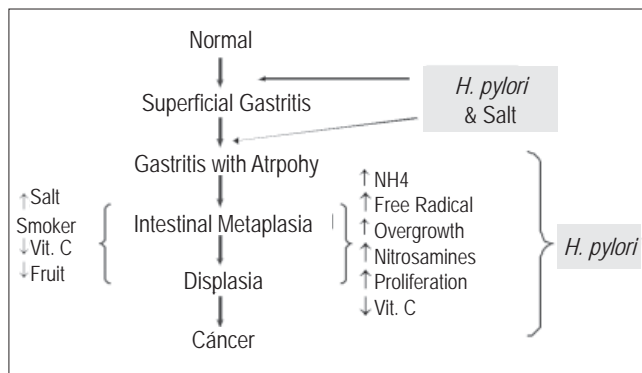 Normal
Superficial Gastritis
Gastritis with Atrpohy
Intestinal Metaplasia
Displasia
Cáncer
H. pylori
& Salt
↑ Salt
Smoker
↓ Vit. C
↓ Fruit
↑ NH4
↑ Free Radical
↑ Overgrowth
↑ Nitrosamines
↑ Proliferation
↓ Vit. C
H. pylori